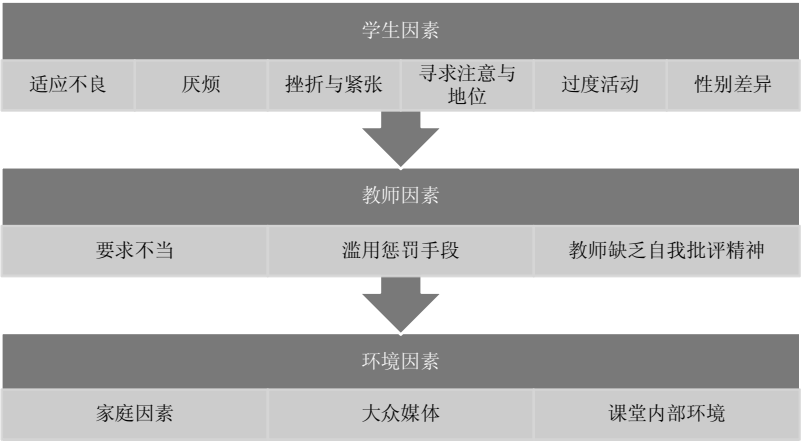 学生因素
适应不良
厌烦
挫折与紧张
寻求注意与
地位
过度活动
性别差异
教师因素
要求不当
滥用惩罚手段
教师缺乏自我批评精神
环境因素
家庭因素
大众媒体
课堂内部环境